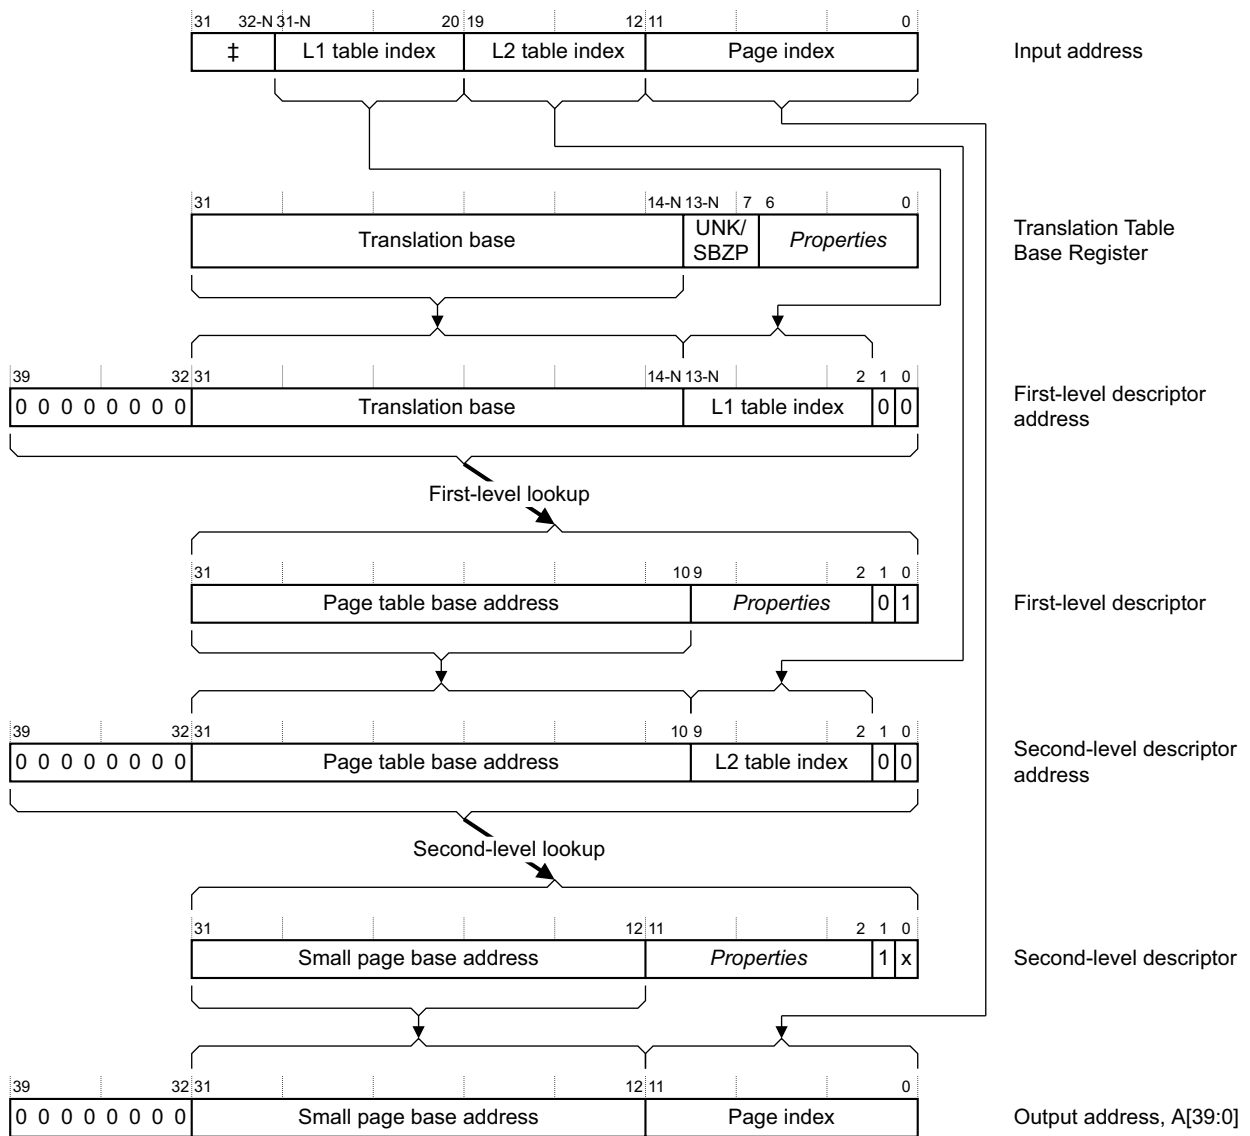 31 32-N 31-N 20 19 12 11 0
‡ L1 table index L2 table index Page index Input address
31 14-N 13-N 7 6 0
Translation base UNK/ SBZP Properties Translation Table Base Register
39 32 31 14-N 13-N 2 1 0
0 0 0 0 0 0 0 0 Translation base L1 table index 0 0 First-level descriptor address
First-level lookup
31 10 9 2 1 0
Page table base address Properties 0 1 First-level descriptor
39 32 31 10 9 2 1 0
0 0 0 0 0 0 0 0 Page table base address L2 table index 0 0 Second-level descriptor address
Second-level lookup
31 12 11 2 1 0
Small page base address Properties 1 x Second-level descriptor
39 32 31 12 11 0
0 0 0 0 0 0 0 0 Small page base address Page index Output address, A[39:0]